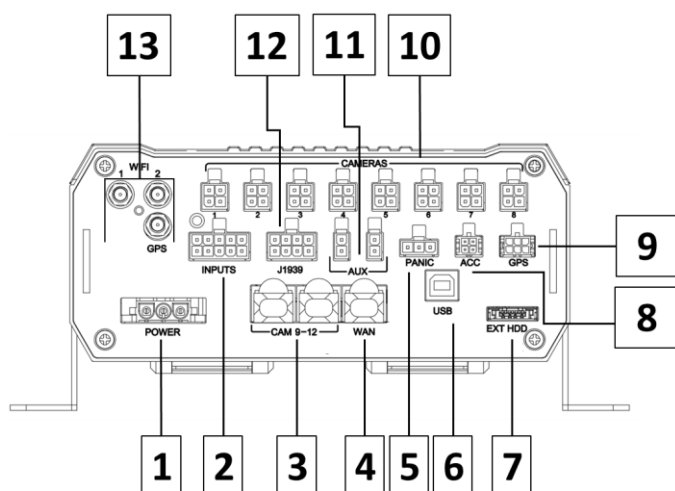 13
12
11
10
WIFI
1 2
CAMERAS
1 2 3 4 5 6 7 8
GPS
INPUTS
J1939
AUX
PANIC
ACC
GPS
9
POWER
CAM 9-12
WAN
USB
EXT HDD
8
1
2
3
4
5
6
7